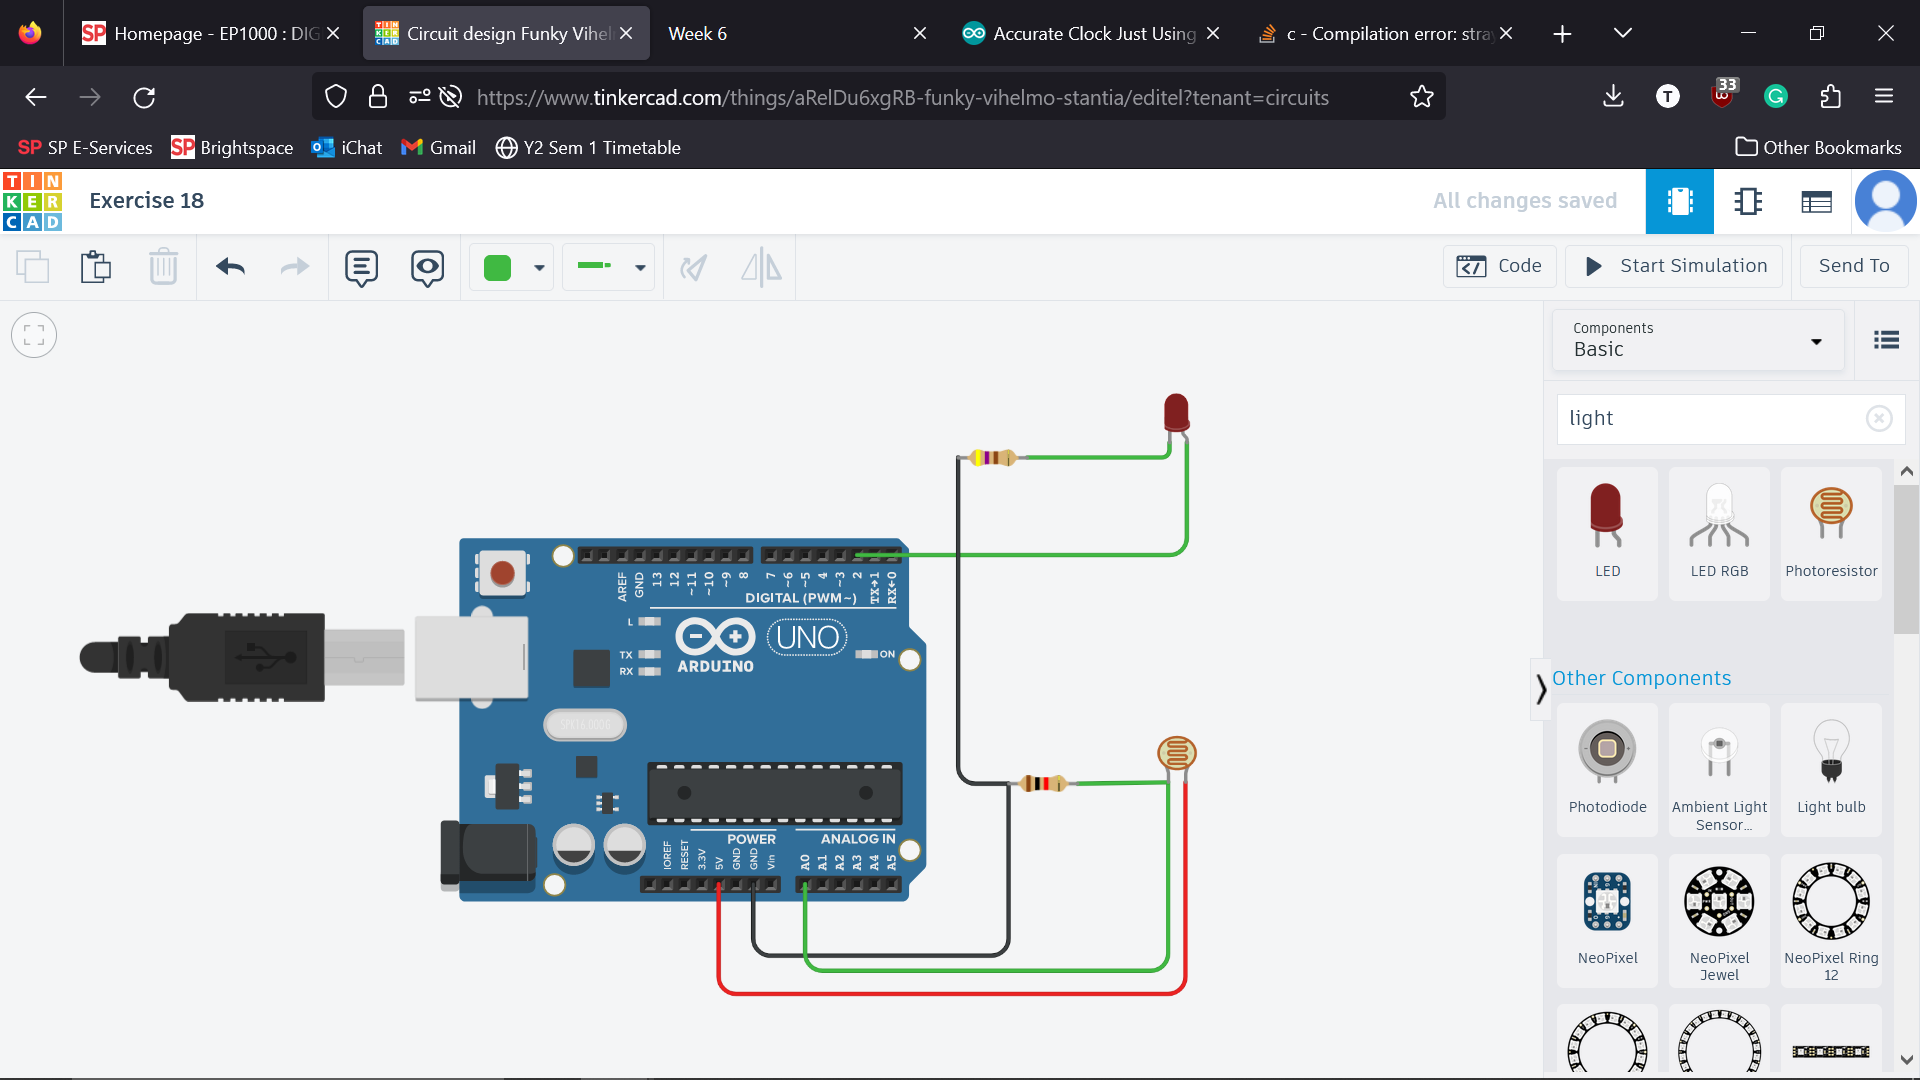 Homepage - EP1000 : DIG
Circuit design Funky Vihel
Week 6
Accurate Clock Just Using
c - Compilation error: stra
https://www.tinkercad.com/things/aRelDu6xgRB-funky-vihelmo-stantia/editel?tenant=circuits
T
33
G
SP SP E-Services
SP Brightspace
iChat
Gmail
Y2 Sem 1 Timetable
Other Bookmarks
TINKERCAD
Exercise 18
All changes saved
Code
Start Simulation
Send To
Components
Basic
light
LED
LED RGB
Photoresistor
Other Components
Photodiode
Ambient Light Sensor...
Light bulb
NeoPixel
NeoPixel Jewel
NeoPixel Ring 12
AREF
GND
13
12
~11
~10
~9
8
7
~6
~5
4
~3
2
TX→1
RX←0
DIGITAL (PWM~)
L
TX
RX
ARDUINO
UNO
ON
POWER
ANALOG IN
IOREF
RESET
3.3V
5V
GND
GND
Vin
A0
A1
A2
A3
A4
A5